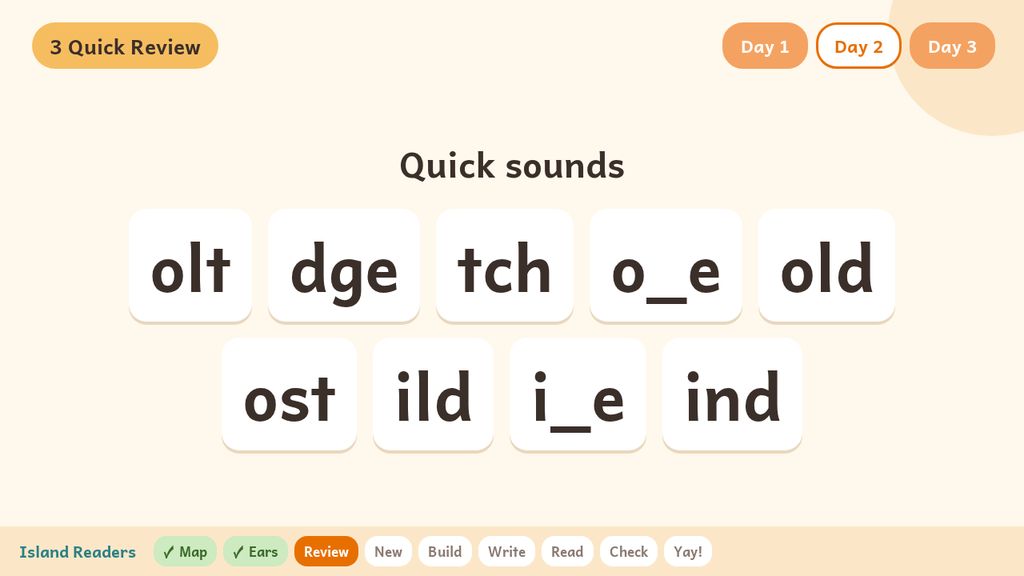 3 Quick Review
Day 1 Day 2 Day 3
Quick sounds
olt dge tch o_e old
ost ild i_e ind
Island Readers ✓ Map ✓ Ears Review New Build Write Read Check Yay!